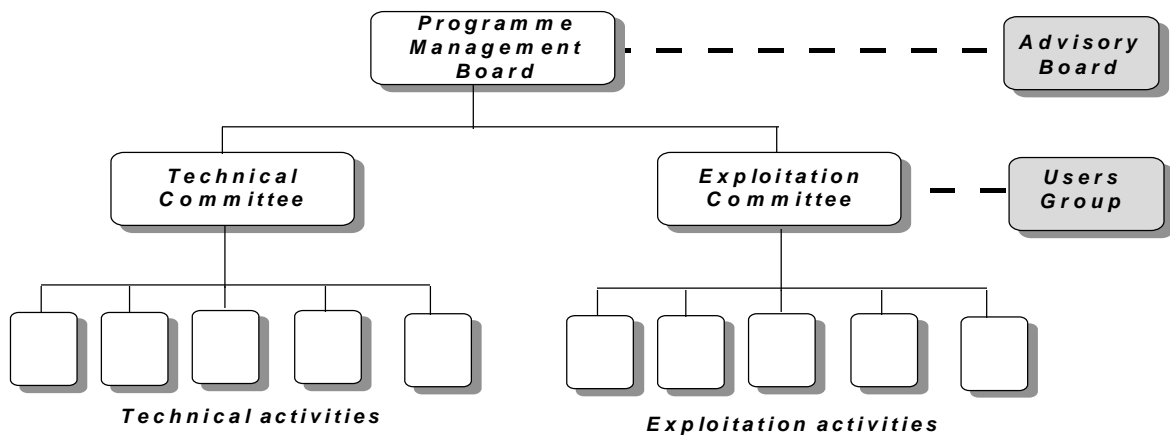 Programme
Management
Board
Advisory
Board
Technical
Committee
Exploitation
Committee
Users
Group
Technical activities
Exploitation activities